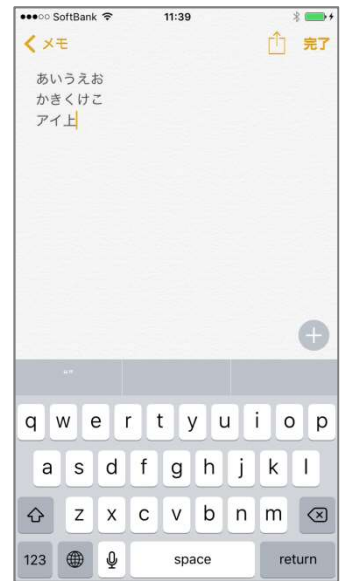 SoftBank 11:39
メモ 完了
あいうえお
かきくけこ
アイ上
“”
q w e r t y u i o p
a s d f g h j k l
z x c v b n m
123 space return